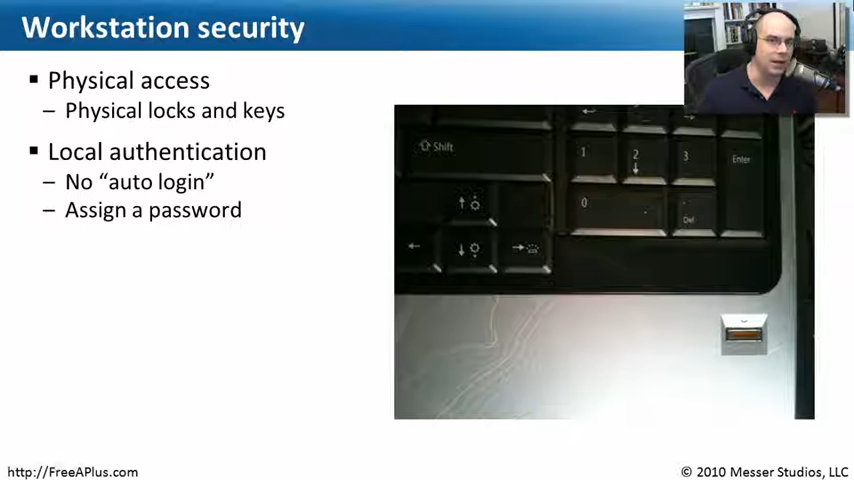 Workstation security
▪ Physical access
– Physical locks and keys
▪ Local authentication
– No “auto login”
– Assign a password
Shift
1 2 3 Enter
0 . Del
http://FreeAPlus.com
© 2010 Messer Studios, LLC